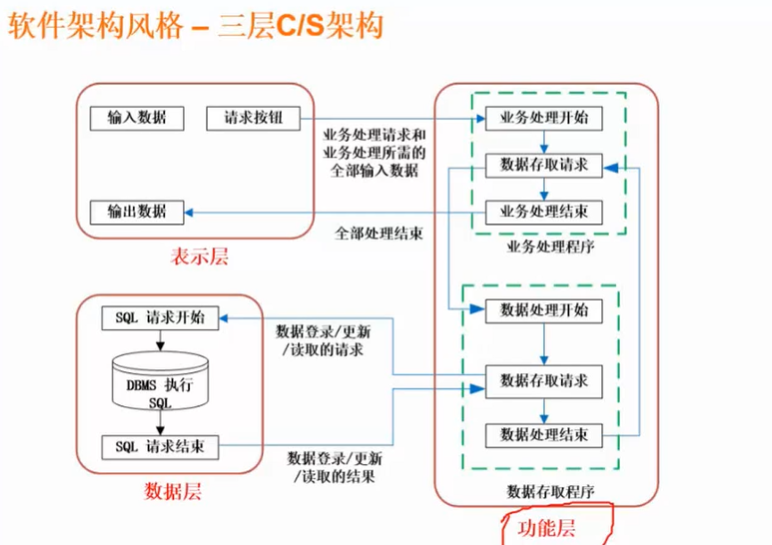 软件架构风格 – 三层C/S架构
输入数据
请求按钮
输出数据
表示层
业务处理请求和
业务处理所需的
全部输入数据
全部处理结束
业务处理开始
数据存取请求
业务处理结束
业务处理程序
SQL 请求开始
DBMS 执行
SQL
SQL 请求结束
数据层
数据登录/更新
/读取的请求
数据登录/更新
/读取的结果
数据处理开始
数据存取请求
数据处理结束
数据存取程序
功能层